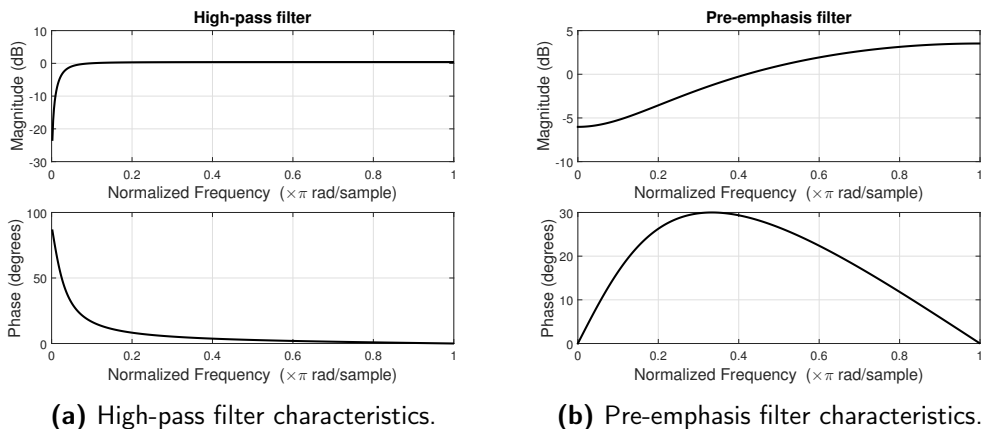 High-pass filter
Magnitude (dB)
10
0
-10
-20
-30
0 0.2 0.4 0.6 0.8 1
Normalized Frequency (×π rad/sample)
Phase (degrees)
100
50
0
0 0.2 0.4 0.6 0.8 1
Normalized Frequency (×π rad/sample)
(a) High-pass filter characteristics.
Pre-emphasis filter
Magnitude (dB)
5
0
-5
-10
0 0.2 0.4 0.6 0.8 1
Normalized Frequency (×π rad/sample)
Phase (degrees)
30
20
10
0
0 0.2 0.4 0.6 0.8 1
Normalized Frequency (×π rad/sample)
(b) Pre-emphasis filter characteristics.